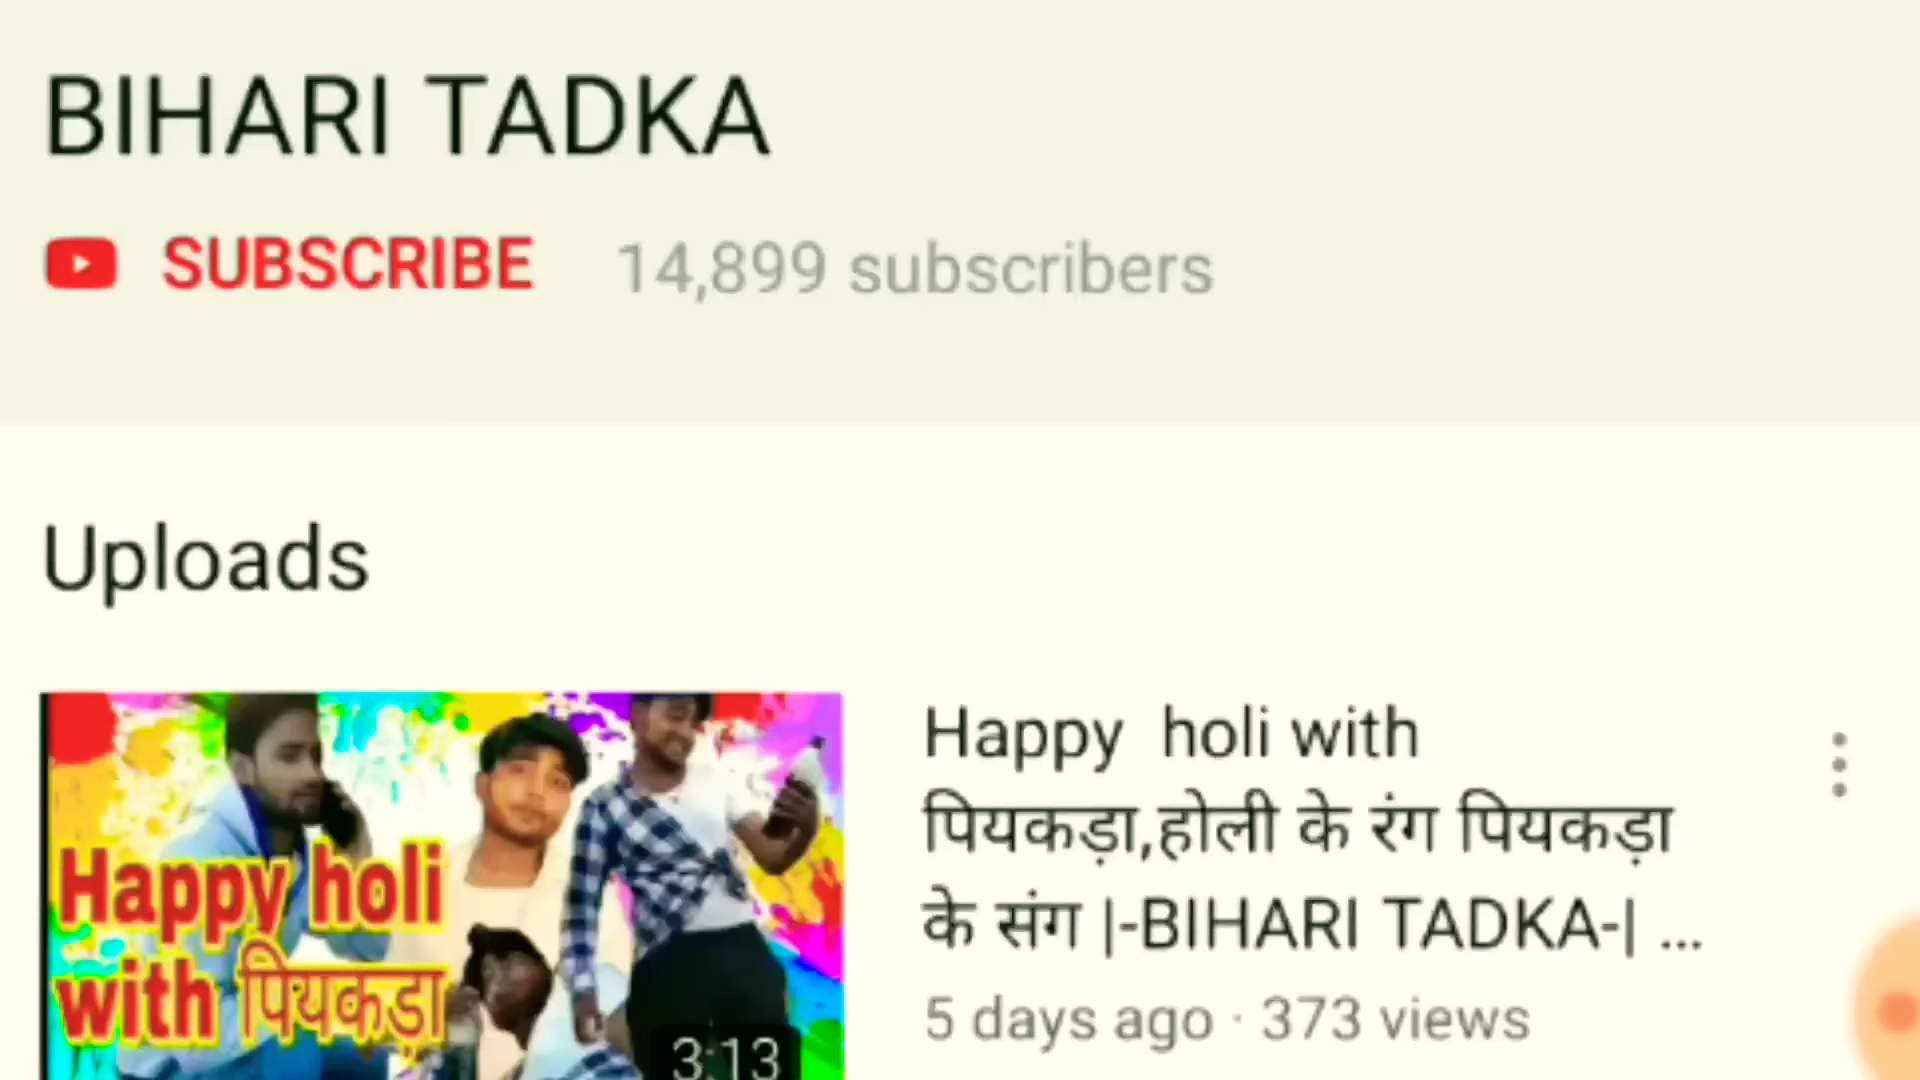 BIHARI TADKA
SUBSCRIBE 14,899 subscribers
Uploads
Happy holi
with पियकड़ा
3:13
Happy holi with
पियकड़ा,होली के रंग पियकड़ा
के संग |-BIHARI TADKA-| ...
5 days ago · 373 views